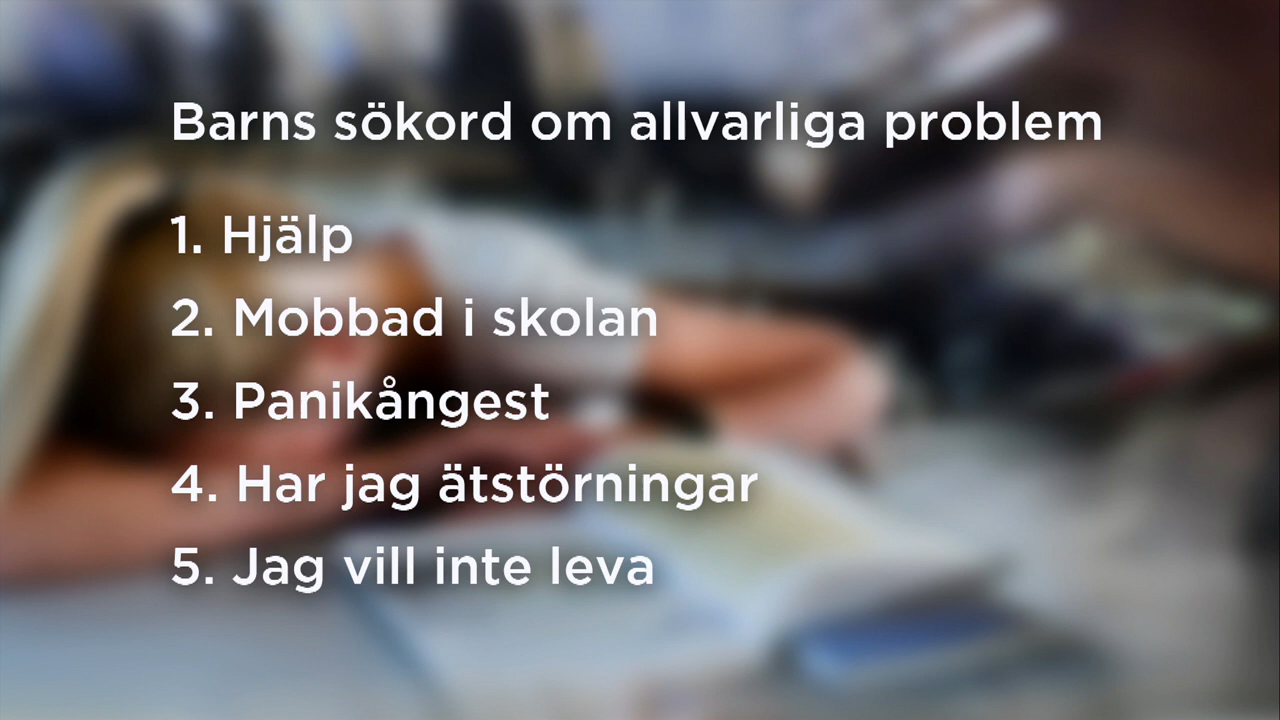 Barns sökord om allvarliga problem
1. Hjälp
2. Mobbad i skolan
3. Panikångest
4. Har jag ätstörningar
5. Jag vill inte leva